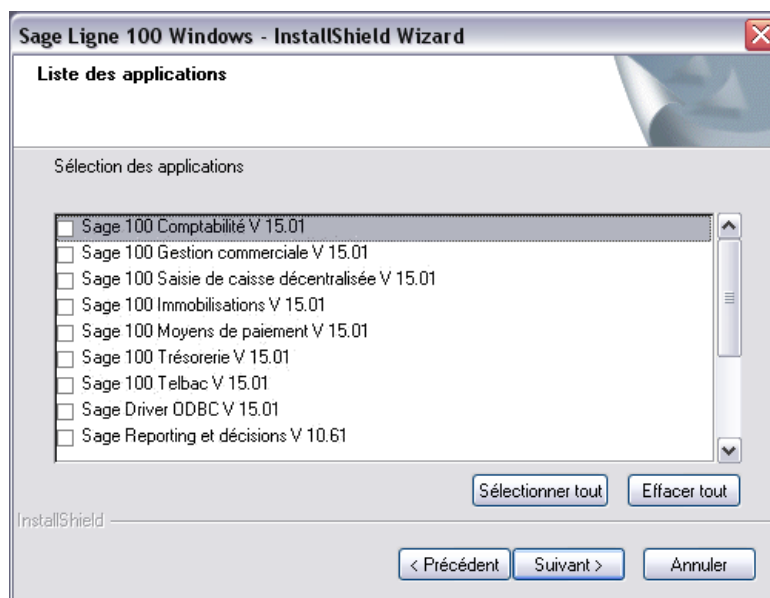 Sage Ligne 100 Windows - InstallShield Wizard
Liste des applications
Sélection des applications
Sage 100 Comptabilité V 15.01
Sage 100 Gestion commerciale V 15.01
Sage 100 Saisie de caisse décentralisée V 15.01
Sage 100 Immobilisations V 15.01
Sage 100 Moyens de paiement V 15.01
Sage 100 Trésorerie V 15.01
Sage 100 Telbac V 15.01
Sage Driver ODBC V 15.01
Sage Reporting et décisions V 10.61
Sélectionner tout
Effacer tout
InstallShield
< Précédent
Suivant >
Annuler